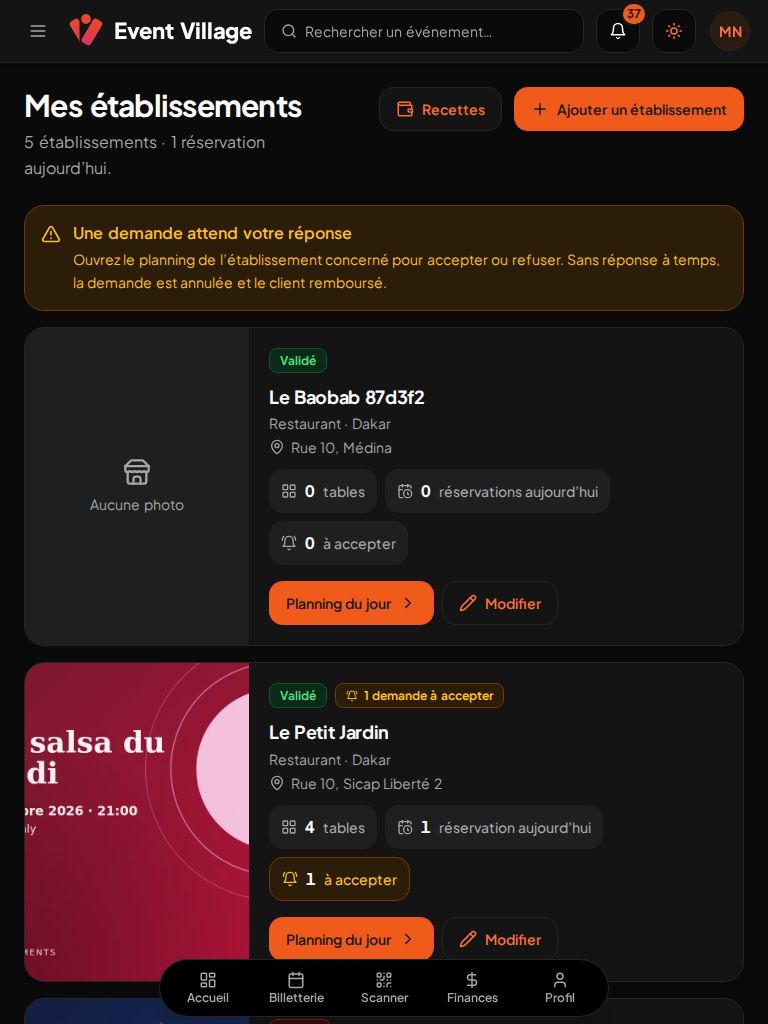 Event Village
Rechercher un événement...
37
MN
Mes établissements
5 établissements · 1 réservation
aujourd'hui.
Recettes
Ajouter un établissement
Une demande attend votre réponse
Ouvrez le planning de l'établissement concerné pour accepter ou refuser. Sans réponse à temps,
la demande est annulée et le client remboursé.
Aucune photo
Validé
Le Baobab 87d3f2
Restaurant · Dakar
Rue 10, Médina
0 tables
0 réservations aujourd'hui
0 à accepter
Planning du jour
Modifier
salsa du
di
2026 · 21:00
Validé
1 demande à accepter
Le Petit Jardin
Restaurant · Dakar
Rue 10, Sicap Liberté 2
4 tables
1 réservation aujourd'hui
1 à accepter
Planning du jour
Modifier
Accueil
Billetterie
Scanner
Finances
Profil